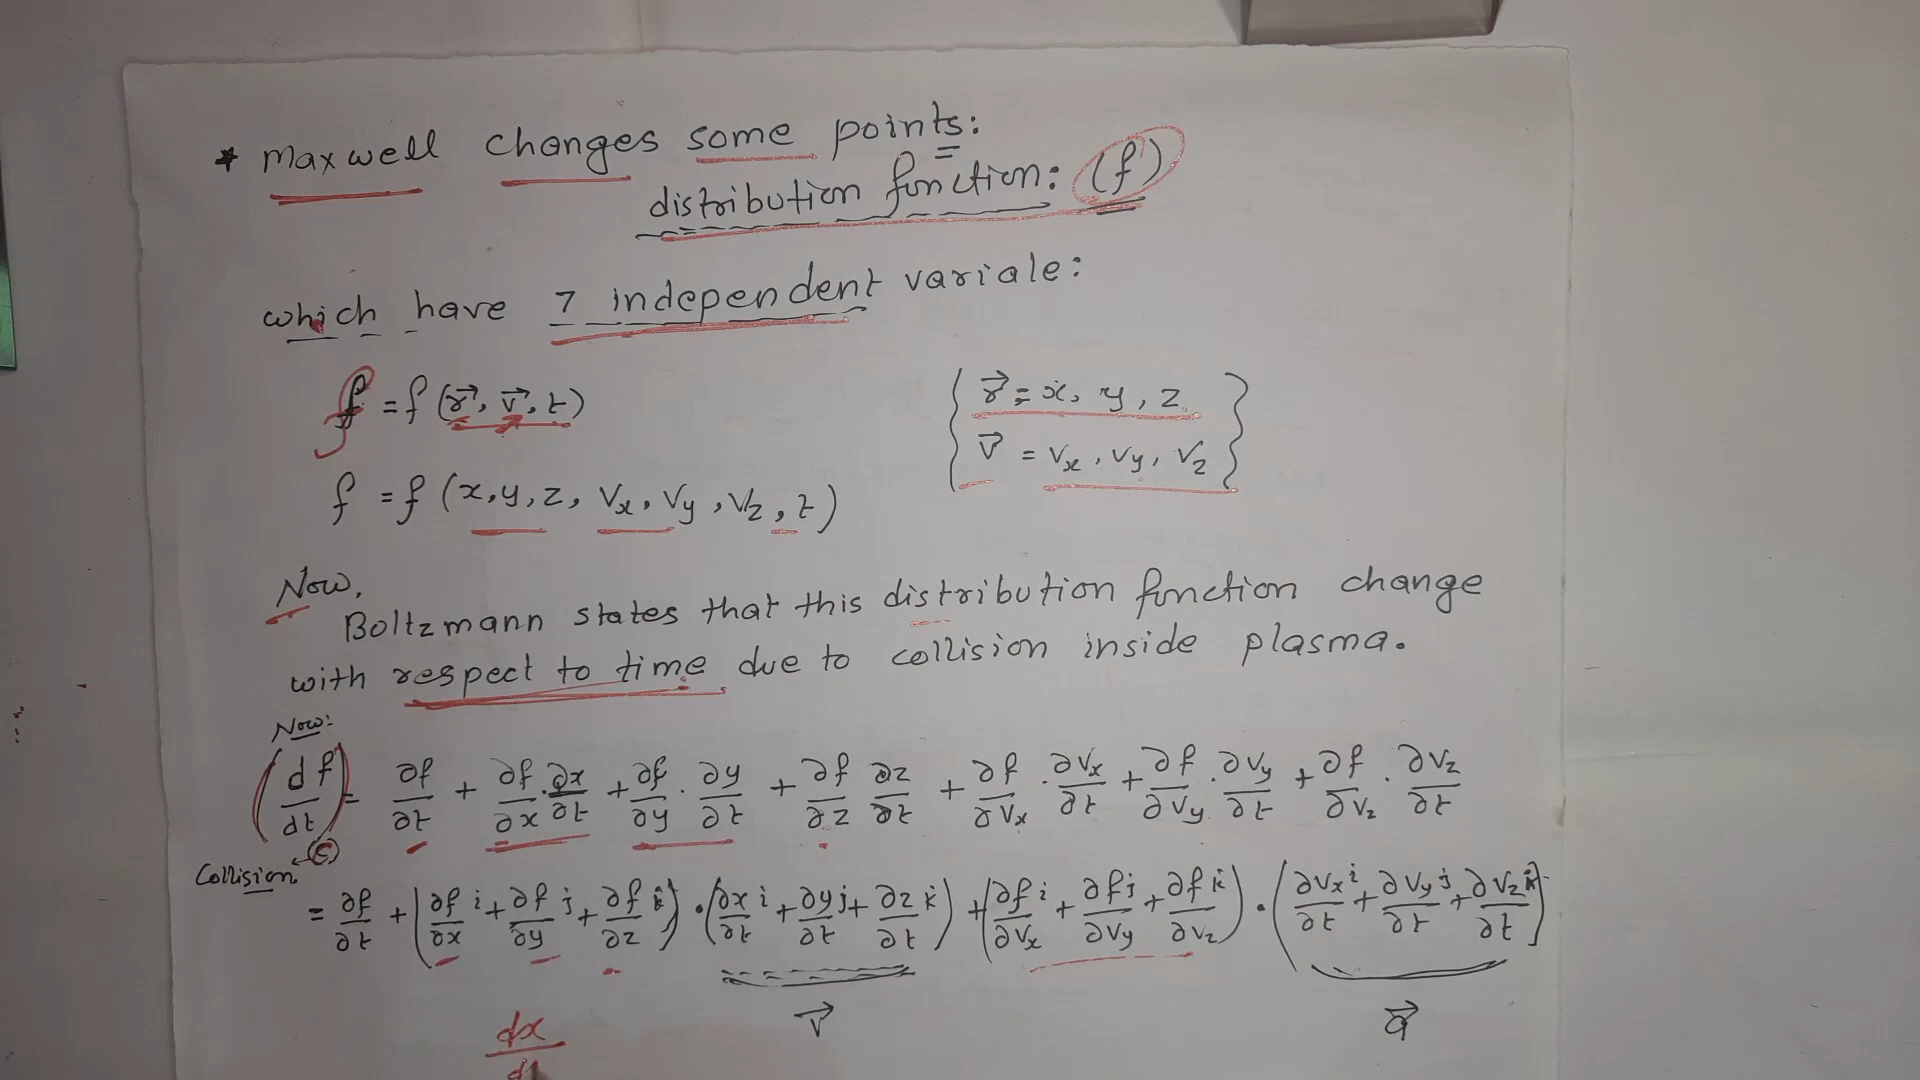 * Maxwell changes some points:
distribution function: (f)
which have 7 independent variale:
f = f (r⃗, v⃗, t)
{ r⃗ = x, y, z
v⃗ = Vx, Vy, Vz }
f = f (x, y, z, Vx, Vy, Vz, t)
Now,
Boltzmann states that this distribution function change
with respect to time due to collision inside plasma.
Now:
(df/dt)c = ∂f/∂t + ∂f/∂x · ∂x/∂t + ∂f/∂y · ∂y/∂t + ∂f/∂z ∂z/∂t + ∂f/∂Vx · ∂Vx/∂t + ∂f/∂Vy · ∂Vy/∂t + ∂f/∂Vz · ∂Vz/∂t
Collision ←
= ∂f/∂t + (∂f/∂x i + ∂f/∂y j + ∂f/∂z k) · (∂x/∂t i + ∂y/∂t j + ∂z/∂t k) + (∂f/∂Vx i + ∂f/∂Vy j + ∂f/∂Vz k) · (∂Vx/∂t i + ∂Vy/∂t j + ∂Vz/∂t k)
v⃗ a⃗
dx